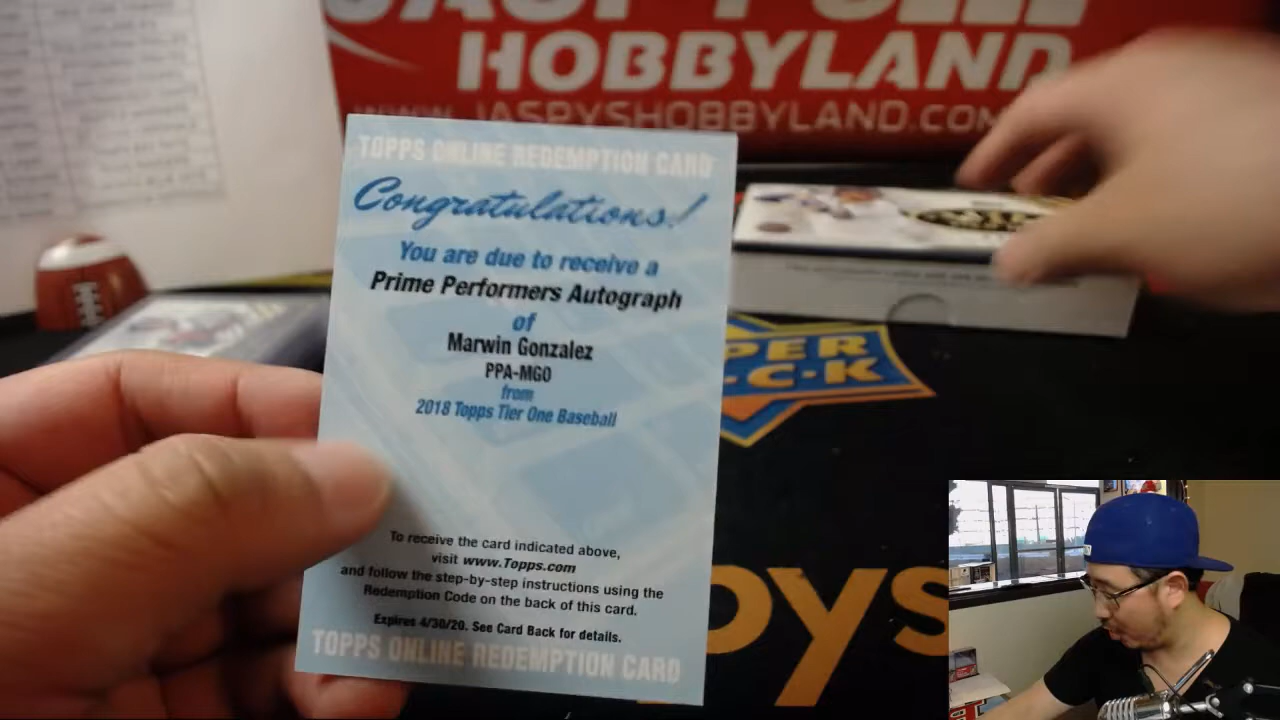 HOBBYLAND
WWW.JASPYSHOBBYLAND.COM
TOPPS ONLINE REDEMPTION CARD
Congratulations!
You are due to receive a
Prime Performers Autograph
of
Marwin Gonzalez
PPA-MGO
from
2018 Topps Tier One Baseball
To receive the card indicated above,
visit www.Topps.com
and follow the step-by-step instructions using the
Redemption Code on the back of this card.
Expires 4/30/20. See Card Back for details.
TOPPS ONLINE REDEMPTION CARD
PER
C·K
oys